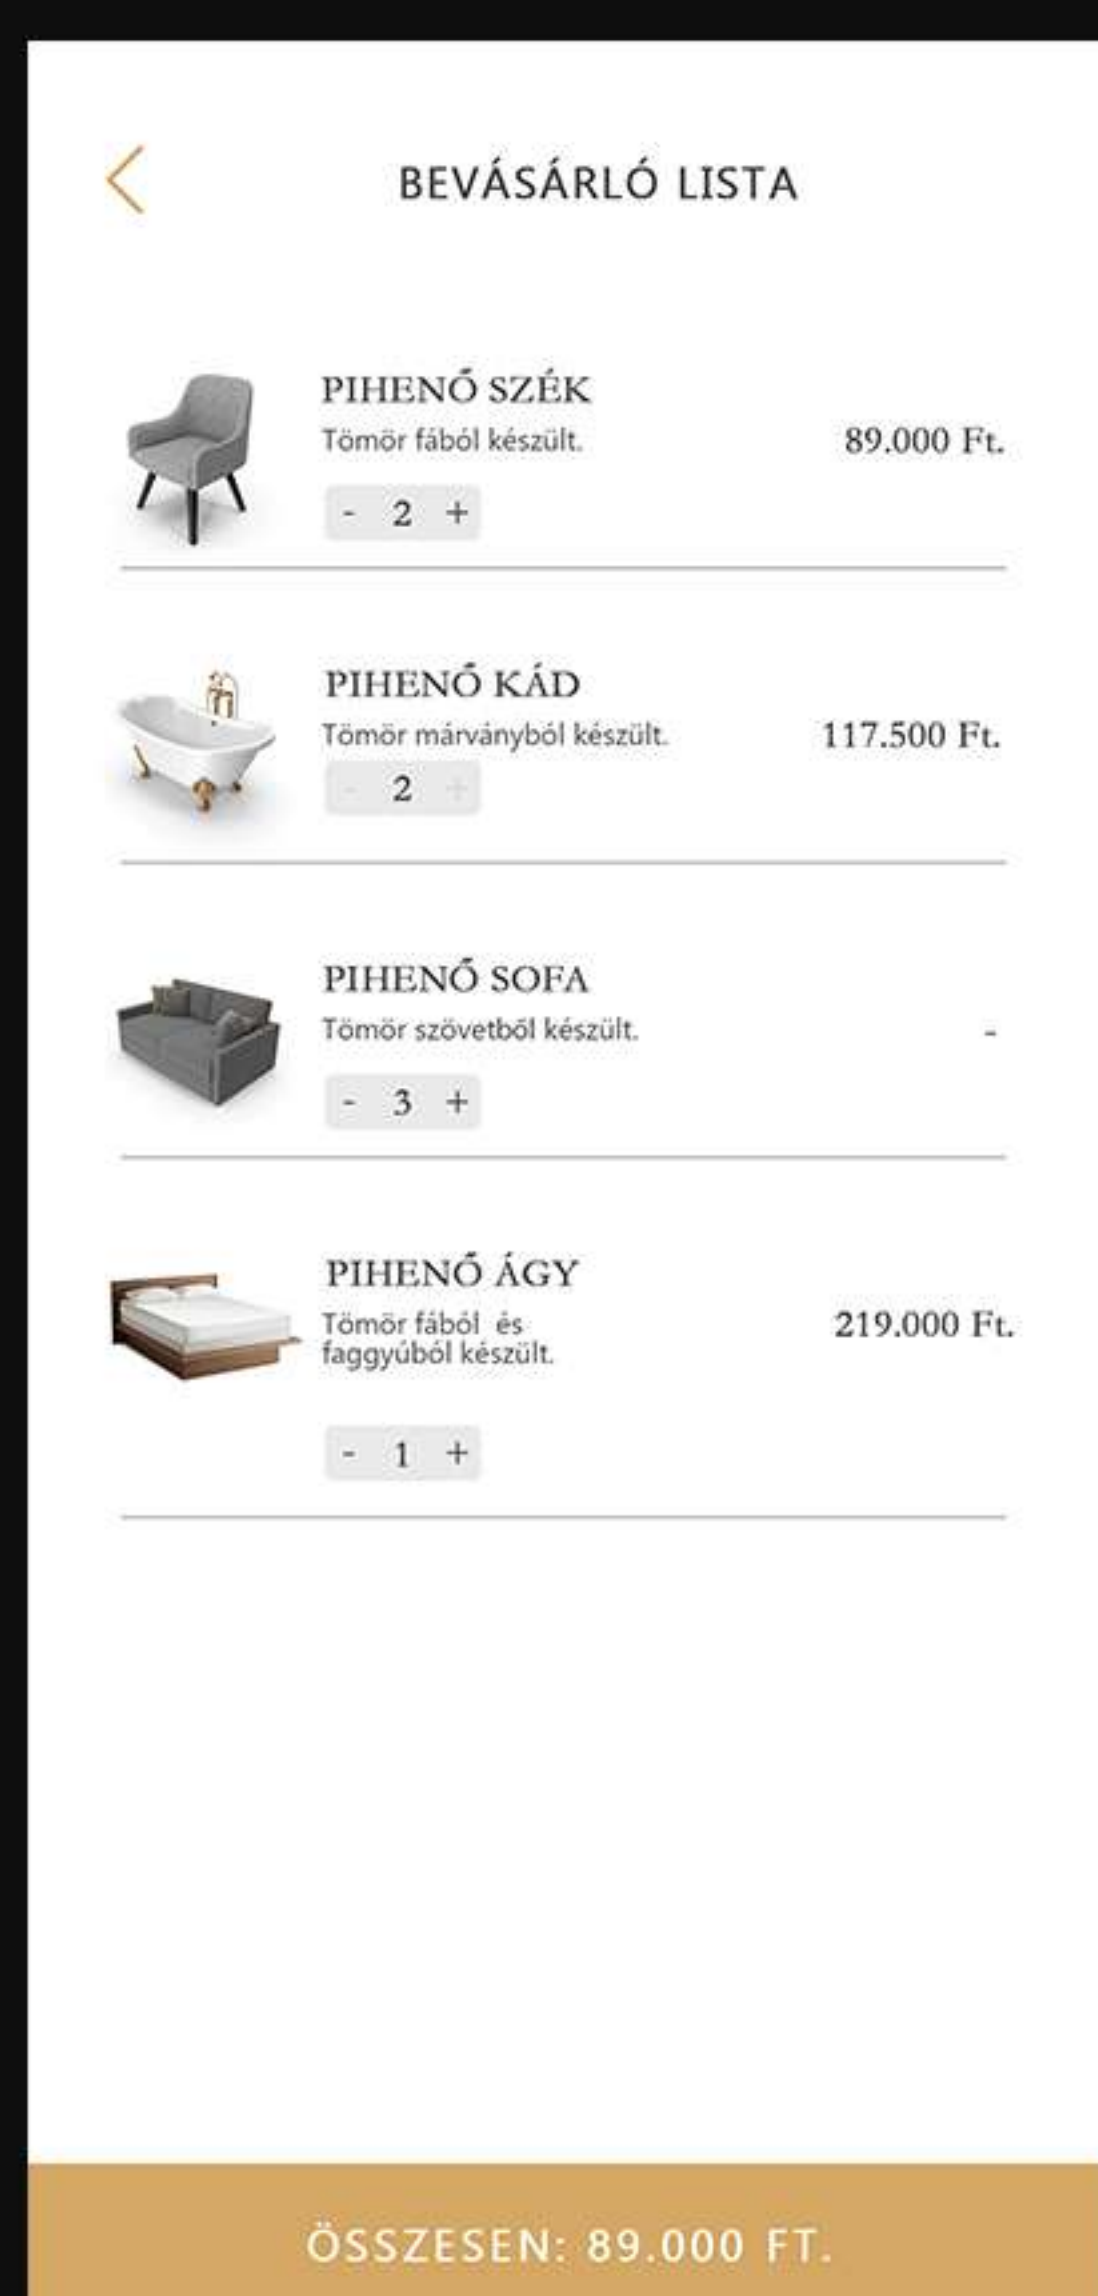 BEVÁSÁRLÓ LISTA
PIHENŐ SZÉK
Tömör fából készült.
89.000 Ft.
- 2 +
PIHENŐ KÁD
Tömör márványból készült.
117.500 Ft.
- 2 +
PIHENŐ SOFA
Tömör szövetből készült.
-
- 3 +
PIHENŐ ÁGY
Tömör fából és
faggyúból készült.
219.000 Ft.
- 1 +
ÖSSZESEN: 89.000 FT.